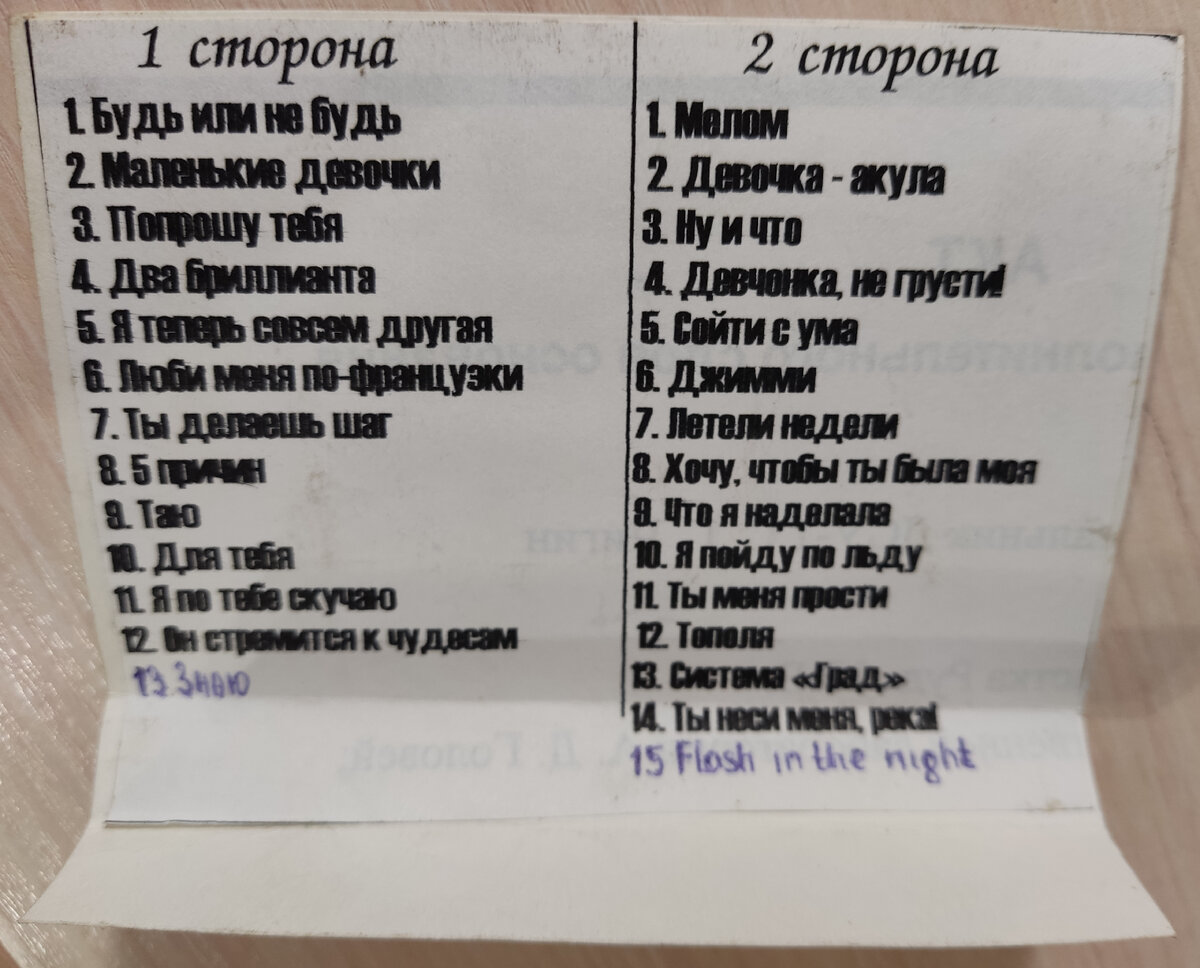 1 сторона
1. Будь или не будь
2. Маленькие девочки
3. Попрошу тебя
4. Два бриллианта
5. Я теперь совсем другая
6. Люби меня по-французки
7. Ты делаешь шаг
8. 5 причин
9. Таю
10. Для тебя
11. Я по тебе скучаю
12. Он стремится к чудесам
13 Знаю
2 сторона
1. Мелом
2. Девочка - акула
3. Ну и что
4. Девчонка, не грусти!
5. Сойти с ума
6. Джимми
7. Летели недели
8. Хочу, чтобы ты была моя
9. Что я наделала
10. Я пойду по льду
11. Ты меня прости
12. Тополя
13. Система «Град»
14. Ты неси меня, река!
15 Flash in the night
АКТ